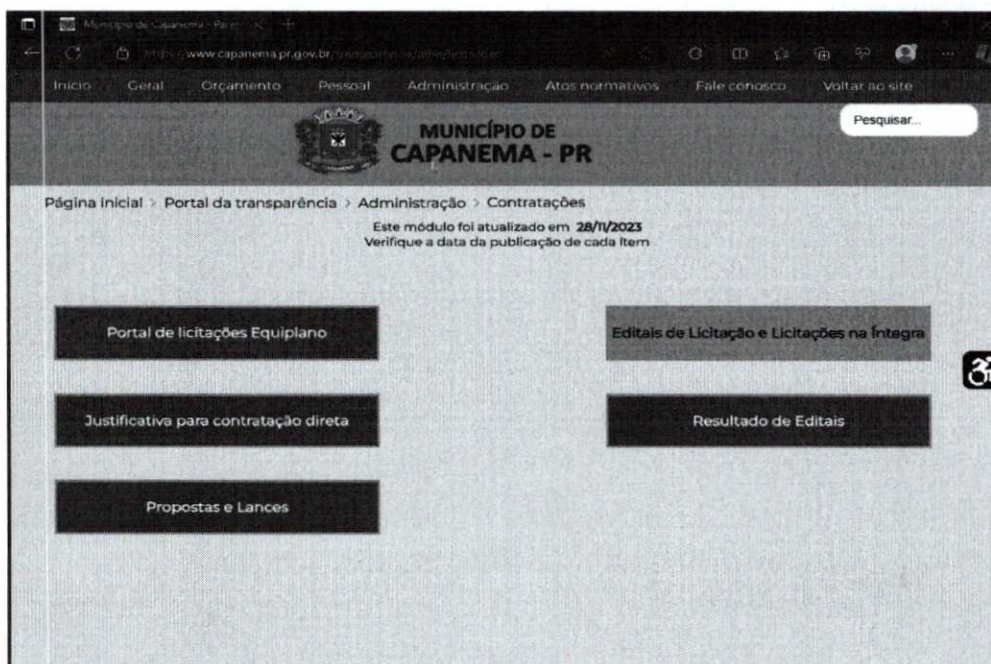 Município de Capanema - Para
www.capanema.pr.gov.br
Início Geral Orçamento Pessoal Administração Atos normativos Fale conosco Voltar ao site
Pesquisar...
MUNICÍPIO DE
CAPANEMA - PR
Página inicial > Portal da transparência > Administração > Contratações
Este módulo foi atualizado em 28/11/2023
Verifique a data da publicação de cada item
Portal de licitações Equiplano
Editais de Licitação e Licitações na Íntegra
Justificativa para contratação direta
Resultado de Editais
Propostas e Lances